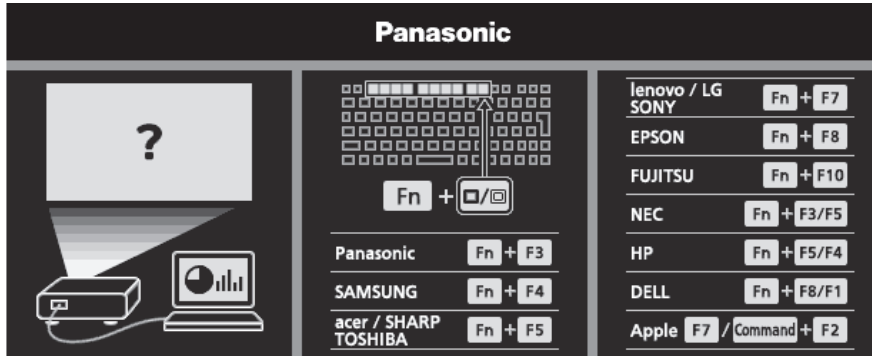 Panasonic
?
Fn + □/回
Panasonic Fn + F3
SAMSUNG Fn + F4
acer / SHARP
TOSHIBA Fn + F5
lenovo / LG
SONY Fn + F7
EPSON Fn + F8
FUJITSU Fn + F10
NEC Fn + F3/F5
HP Fn + F5/F4
DELL Fn + F8/F1
Apple F7 / Command + F2